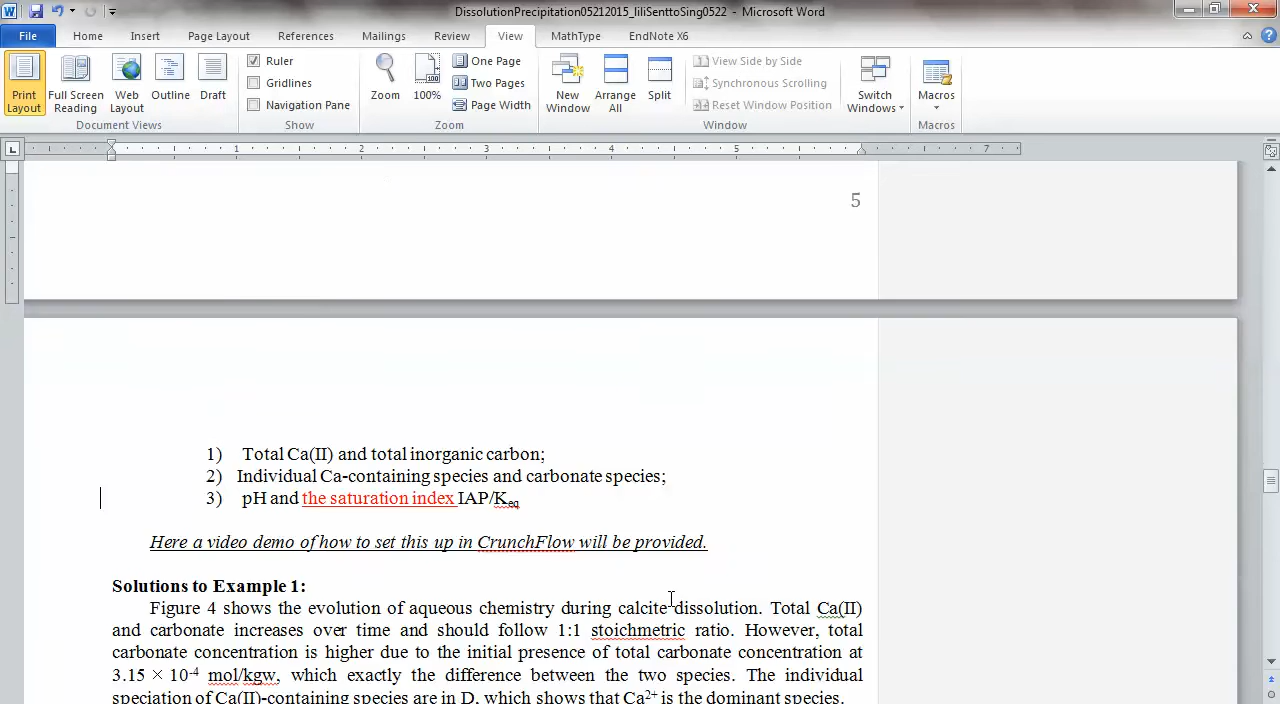 DissolutionPrecipitation05212015_liliSenttoSing0522 - Microsoft Word
File Home Insert Page Layout References Mailings Review View MathType EndNote X6
Print Layout
Full Screen Reading
Web Layout
Outline
Draft
Document Views
Ruler
Gridlines
Navigation Pane
Show
Zoom
100%
One Page
Two Pages
Page Width
Zoom
New Window
Arrange All
Split
View Side by Side
Synchronous Scrolling
Reset Window Position
Window
Switch Windows
Macros
Macros
1 2 3 4 5 7
5
1) Total Ca(II) and total inorganic carbon;
2) Individual Ca-containing species and carbonate species;
3) pH and the saturation index IAP/Keq
Here a video demo of how to set this up in CrunchFlow will be provided.
Solutions to Example 1:
Figure 4 shows the evolution of aqueous chemistry during calcite dissolution. Total Ca(II)
and carbonate increases over time and should follow 1:1 stoichmetric ratio. However, total
carbonate concentration is higher due to the initial presence of total carbonate concentration at
3.15 × 10-4 mol/kgw, which exactly the difference between the two species. The individual
speciation of Ca(II)-containing species are in D, which shows that Ca2+ is the dominant species.